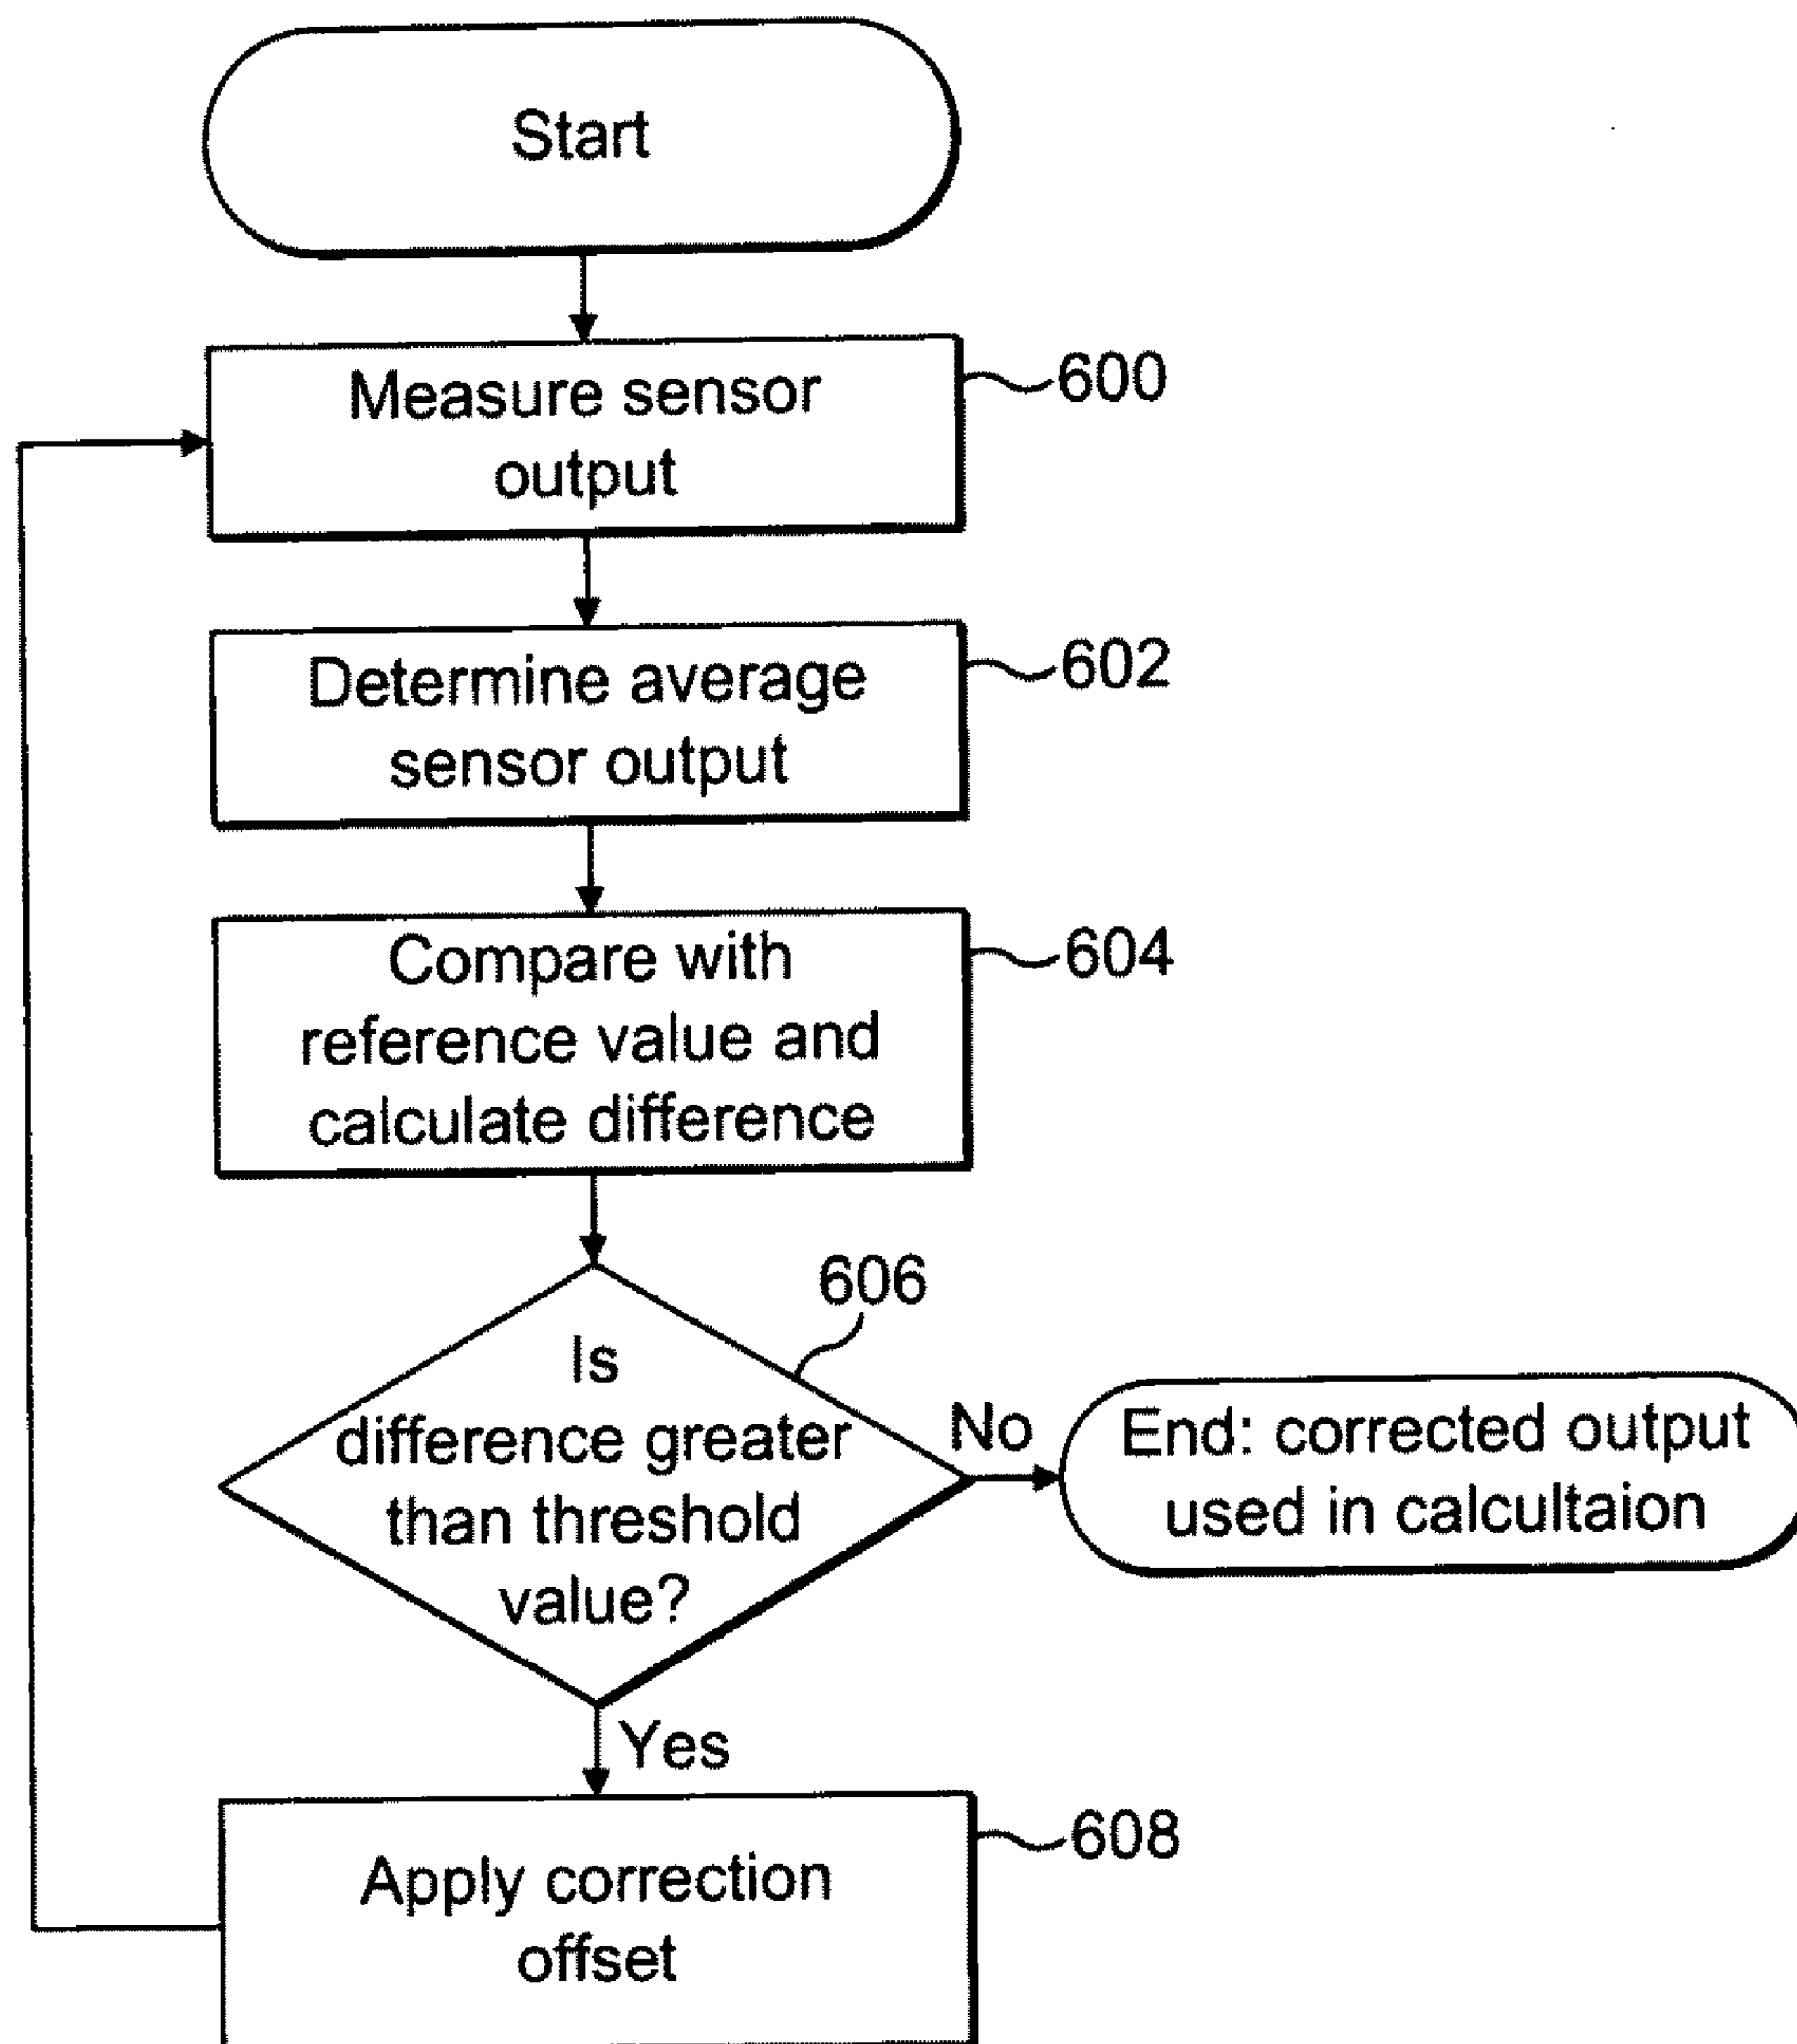 Start
Measure sensor
output
600
Determine average
sensor output
602
Compare with
reference value and
calculate difference
604
Is
difference greater
than threshold
value?
606
No
End: corrected output
used in calcultaion
Yes
Apply correction
offset
608